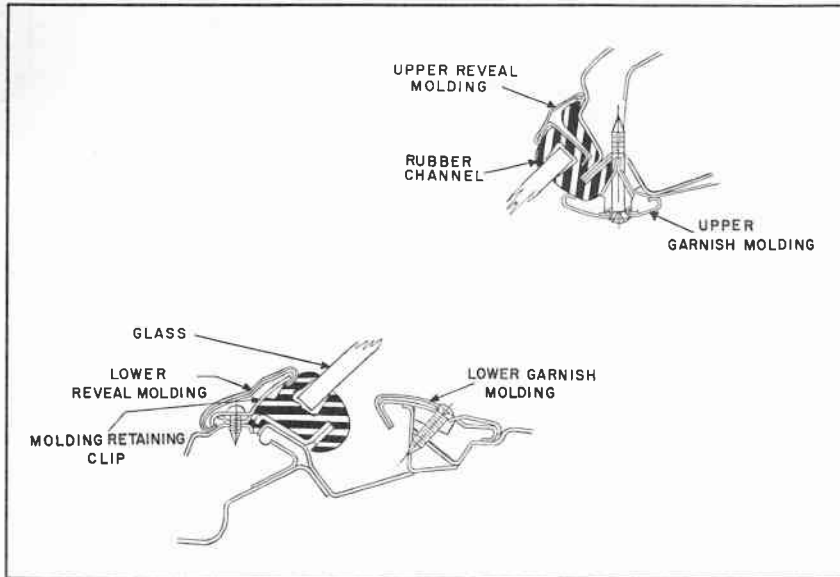 UPPER REVEAL
MOLDING
RUBBER
CHANNEL
UPPER
GARNISH MOLDING
GLASS
LOWER
REVEAL MOLDING
LOWER GARNISH
MOLDING
MOLDING RETAINING
CLIP